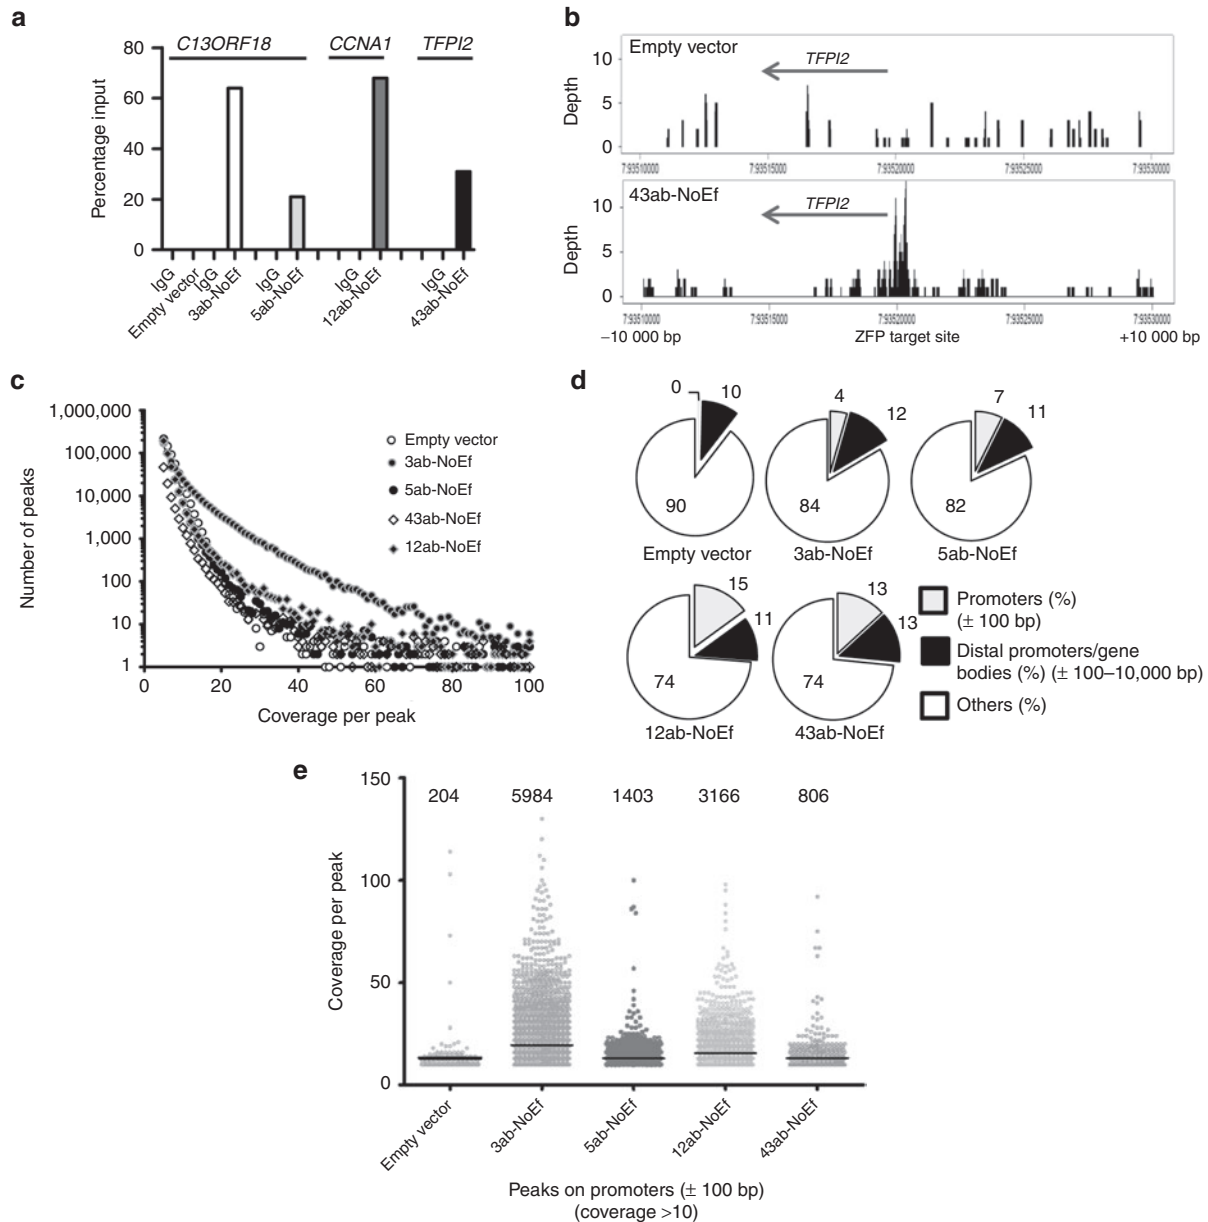 a
C13ORF18 CCNA1 TFPI2
Percentage input
80
60
40
20
0
IgG
Empty vector
IgG
3ab-NoEf
IgG
5ab-NoEf
IgG
12ab-NoEf
IgG
43ab-NoEf
b
Empty vector
TFPI2
Depth
10
5
0
7:93510000 7:93515000 7:93520000 7:93525000 7:93530000
43ab-NoEf
TFPI2
Depth
10
5
0
7:93510000 7:93515000 7:93520000 7:93525000 7:93530000
−10 000 bp ZFP target site +10 000 bp
c
Number of peaks
1,000,000
100,000
10,000
1,000
100
10
1
0 20 40 60 80 100
Coverage per peak
Empty vector
3ab-NoEf
5ab-NoEf
43ab-NoEf
12ab-NoEf
d
0 10
90
Empty vector
4 12
84
3ab-NoEf
7 11
82
5ab-NoEf
15
11
74
12ab-NoEf
13
13
74
43ab-NoEf
Promoters (%)
(± 100 bp)
Distal promoters/gene
bodies (%) (± 100–10,000 bp)
Others (%)
e
Coverage per peak
150
100
50
0
204 5984 1403 3166 806
Empty vector
3ab-NoEf
5ab-NoEf
12ab-NoEf
43ab-NoEf
Peaks on promoters (± 100 bp)
(coverage >10)